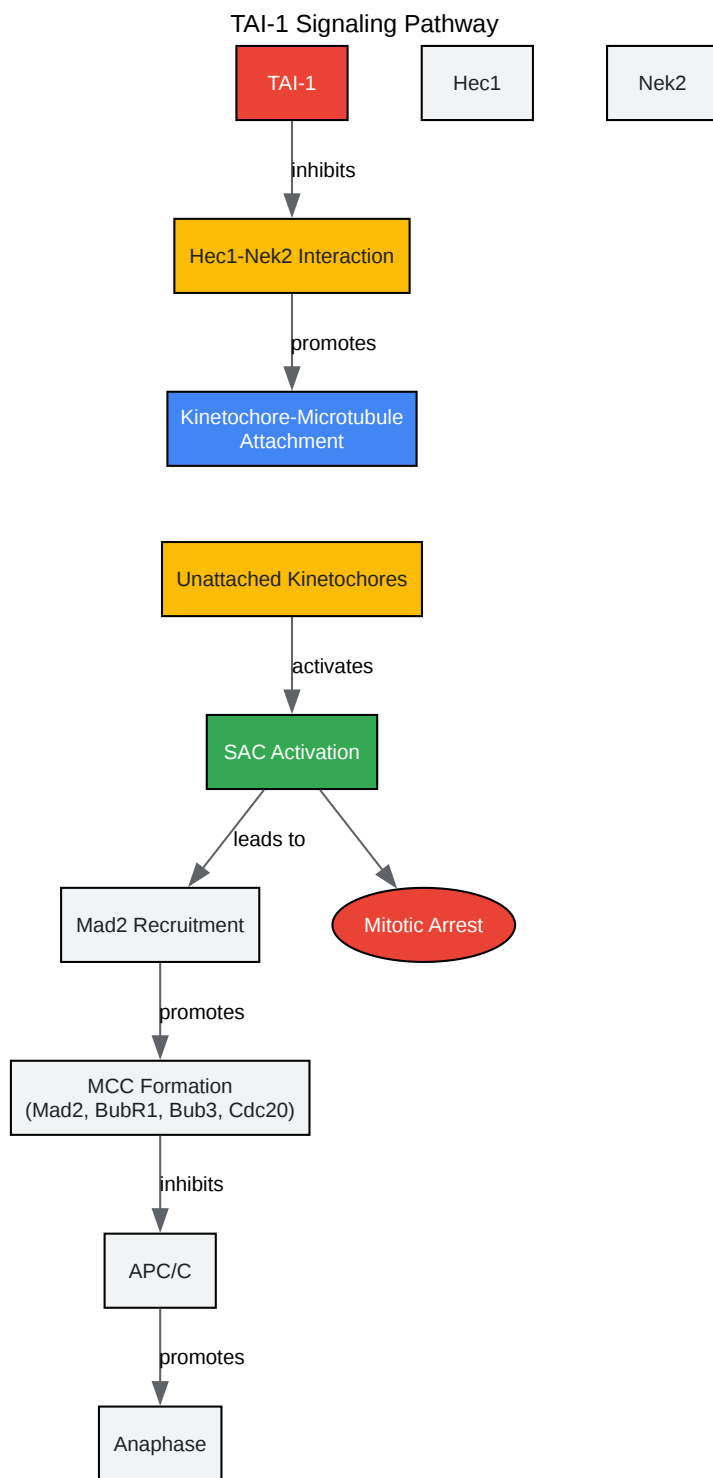 TAI-1 Signaling Pathway
TAI-1
Hec1
Nek2
inhibits
Hec1-Nek2 Interaction
promotes
Kinetochore-Microtubule
Attachment
Unattached Kinetochores
activates
SAC Activation
leads to
Mad2 Recruitment
Mitotic Arrest
promotes
MCC Formation
(Mad2, BubR1, Bub3, Cdc20)
inhibits
APC/C
promotes
Anaphase